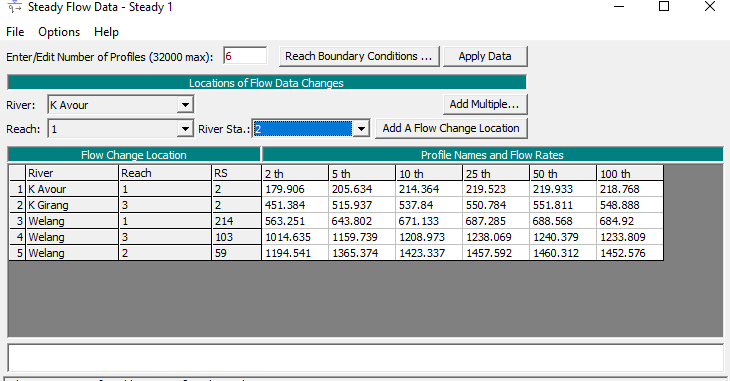 Steady Flow Data - Steady 1
File Options Help
Enter/Edit Number of Profiles (32000 max): 6 Reach Boundary Conditions ... Apply Data
Locations of Flow Data Changes
River: K Avour Add Multiple...
Reach: 1 River Sta.: 2 Add A Flow Change Location
Flow Change Location Profile Names and Flow Rates
River Reach RS 2 th 5 th 10 th 25 th 50 th 100 th
1 K Avour 1 2 179.906 205.634 214.364 219.523 219.933 218.768
2 K Girang 3 2 451.384 515.937 537.84 550.784 551.811 548.888
3 Welang 1 214 563.251 643.802 671.133 687.285 688.568 684.92
4 Welang 3 103 1014.635 1159.739 1208.973 1238.069 1240.379 1233.809
5 Welang 2 59 1194.541 1365.374 1423.337 1457.592 1460.312 1452.576